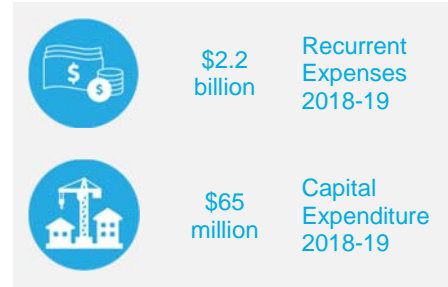 $2.2
billion
Recurrent
Expenses
2018-19
$
$
$65
million
Capital
Expenditure
2018-19